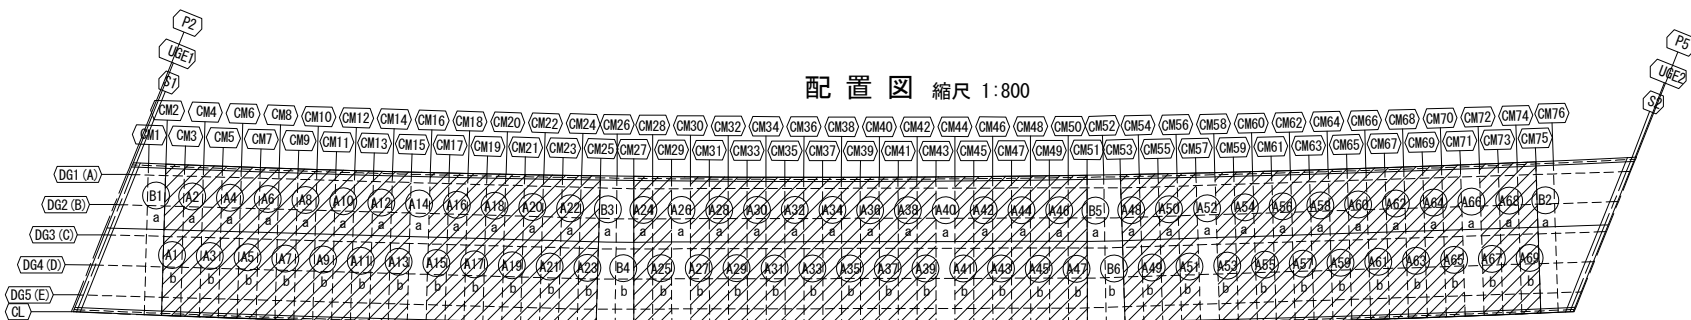 P2
UGE1
S1
P5
UGE2
S2
配置図 縮尺 1:800
CM2 CM4 CM6 CM8 CM10 CM12 CM14 CM16 CM18 CM20 CM22 CM24 CM26 CM28 CM30 CM32 CM34 CM36 CM38 CM40 CM42 CM44 CM46 CM48 CM50 CM52 CM54 CM56 CM58 CM60 CM62 CM64 CM66 CM68 CM70 CM72 CM74 CM76
CM1 CM3 CM5 CM7 CM9 CM11 CM13 CM15 CM17 CM19 CM21 CM23 CM25 CM27 CM29 CM31 CM33 CM35 CM37 CM39 CM41 CM43 CM45 CM47 CM49 CM51 CM53 CM55 CM57 CM59 CM61 CM63 CM65 CM67 CM69 CM71 CM73 CM75
DG1(A)
DG2(B)
B1 A2 A4 A6 A8 A10 A12 A14 A16 A18 A20 A22 B3 A24 A26 A28 A30 A32 A34 A36 A38 A40 A42 A44 A46 B5 A48 A50 A52 A54 A56 A58 A60 A62 A64 A66 A68 B2
a a a a a a a a a a a a a a a a a a a a a a a a a a a a a a a a a a a a a a
DG3(C)
DG4(D)
A1 A3 A5 A7 A9 A11 A13 A15 A17 A19 A21 A23 B4 A25 A27 A29 A31 A33 A35 A37 A39 A41 A43 A45 A47 B6 A49 A51 A53 A55 A57 A59 A61 A63 A65 A67 A69
b b b b b b b b b b b b b b b b b b b b b b b b b b b b b b b b b b b b b
DG5(E)
CL